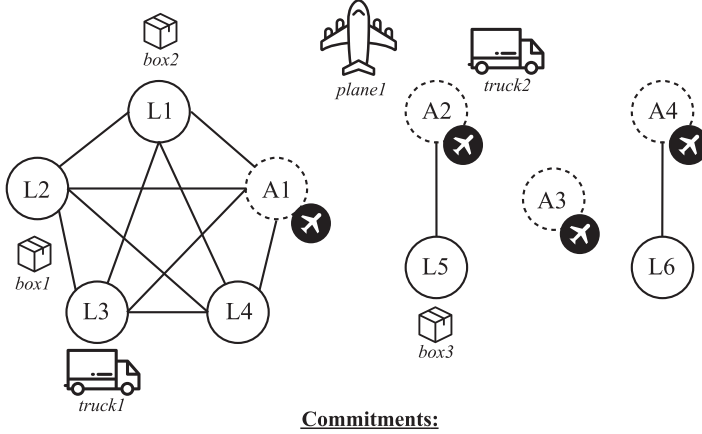 box2
plane1
truck2
L1
A2
A4
L2
A1
A3
box1
L5
L6
L3
L4
box3
truck1
Commitments: